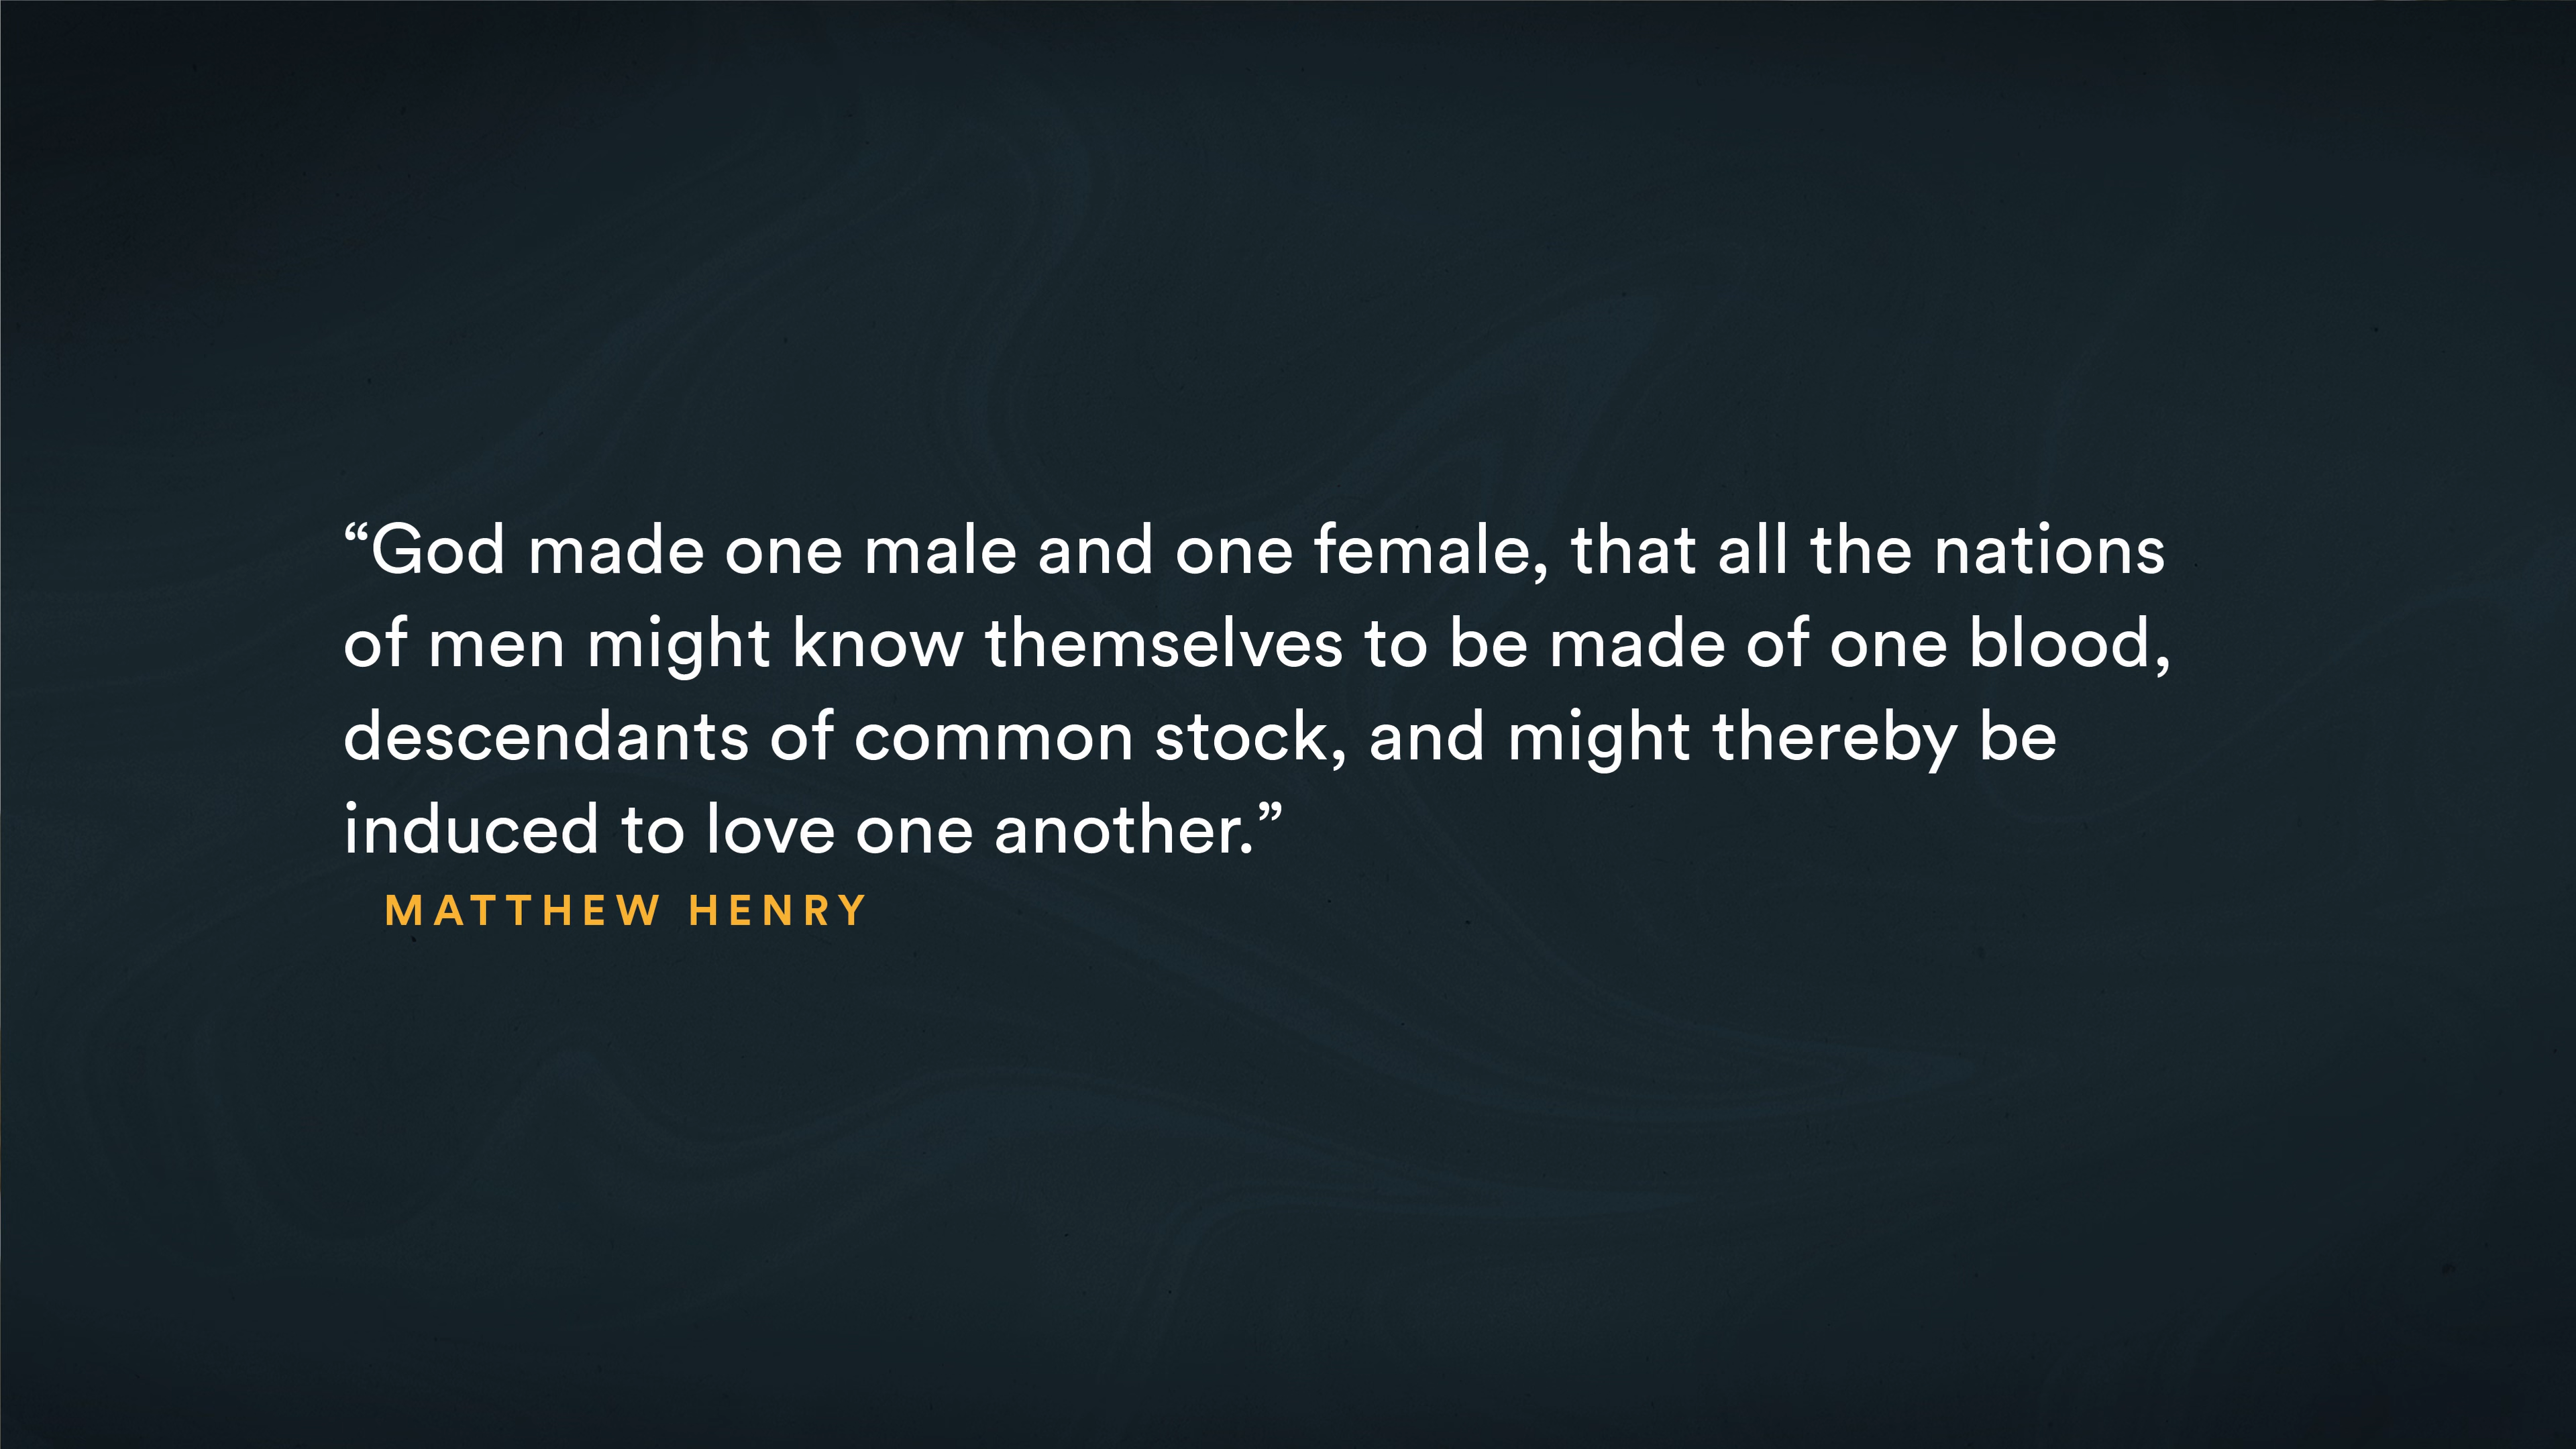 “God made one male and one female, that all the nations
of men might know themselves to be made of one blood,
descendants of common stock, and might thereby be
induced to love one another.”
MATTHEW HENRY